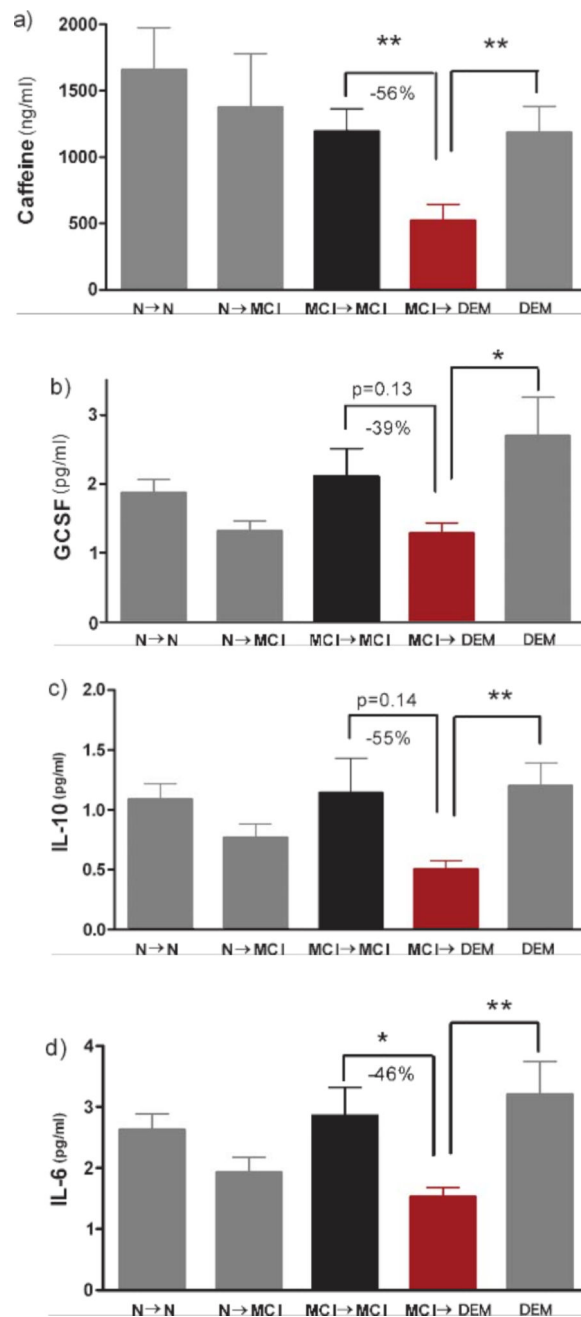 a)
2000
1500
1000
500
0
Caffeine (ng/ml)
**
**
-56%
N→N N→MCI MCI→MCI MCI→DEM DEM
b)
3
2
1
0
GCSF (pg/ml)
*
p=0.13
-39%
N→N N→MCI MCI→MCI MCI→DEM DEM
c)
2.0
1.5
1.0
0.5
0.0
IL-10 (pg/ml)
p=0.14
**
-55%
N→N N→MCI MCI→MCI MCI→DEM DEM
d)
4
3
2
1
0
IL-6 (pg/ml)
**
*
-46%
N→N N→MCI MCI→MCI MCI→DEM DEM